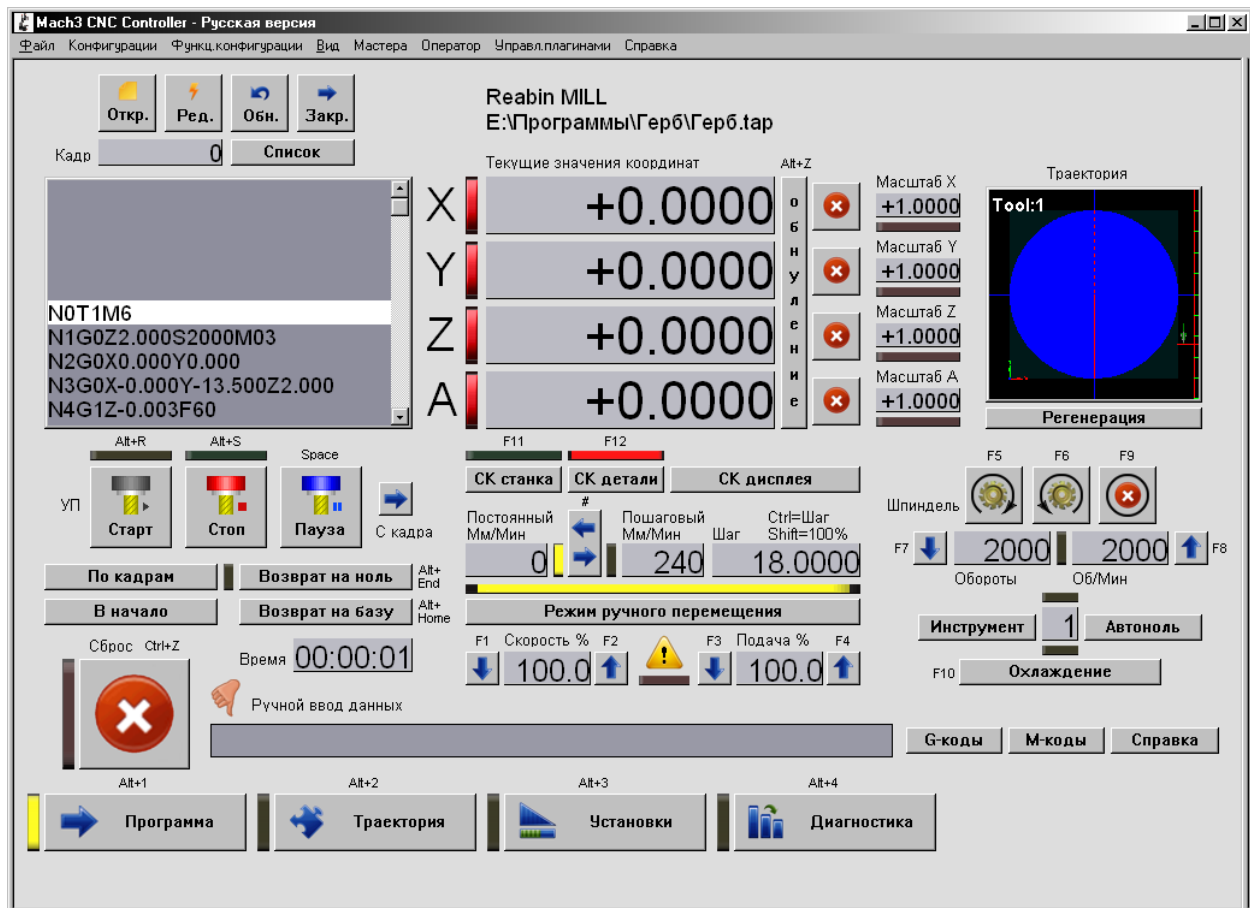 Mach3 CNC Controller - Русская версия
Файл Конфигурации Функц.конфигурации Вид Мастера Оператор Управл.плагинами Справка
Откр. Ред. Обн. Закр.
Кадр 0 Список
Reabin MILL
E:\Программы\Герб\Герб.tap
Текущие значения координат Alt+Z
X +0.0000
Y +0.0000
Z +0.0000
A +0.0000
обнуление
Масштаб X
+1.0000
Масштаб Y
+1.0000
Масштаб Z
+1.0000
Масштаб A
+1.0000
Траектория
Tool:1
Регенерация
N0T1M6
N1G0Z2.000S2000M03
N2G0X0.000Y0.000
N3G0X-0.000Y-13.500Z2.000
N4G1Z-0.003F60
Alt+R Alt+S Space
УП Старт Стоп Пауза С кадра
По кадрам Возврат на ноль Alt+ End
В начало Возврат на базу Alt+ Home
Сброс Ctrl+Z
Время 00:00:01
F11 F12
СК станка СК детали СК дисплея
#
Постоянный Мм/Мин
0
Пошаговый Мм/Мин
240
Шаг
Ctrl=Шаг
Shift=100%
18.0000
Режим ручного перемещения
F1 Скорость % F2 F3 Подача % F4
100.0 100.0
F5 F6 F9
Шпиндель
F7 2000 2000 F8
Обороты Об/Мин
Инструмент 1 Автоноль
F10 Охлаждение
Ручной ввод данных
G-коды М-коды Справка
Alt+1 Alt+2 Alt+3 Alt+4
Программа Траектория Установки Диагностика